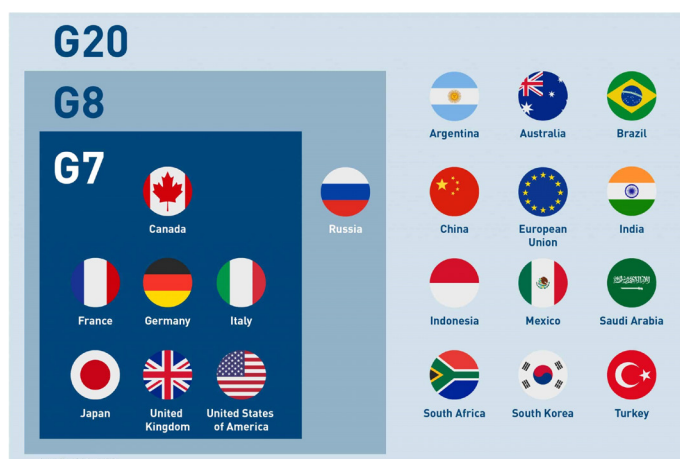 G20
G8
G7
Canada
France
Germany
Italy
Japan
United
Kingdom
United States
of America
Russia
Argentina
Australia
Brazil
China
European
Union
India
Indonesia
Mexico
Saudi Arabia
South Africa
South Korea
Turkey